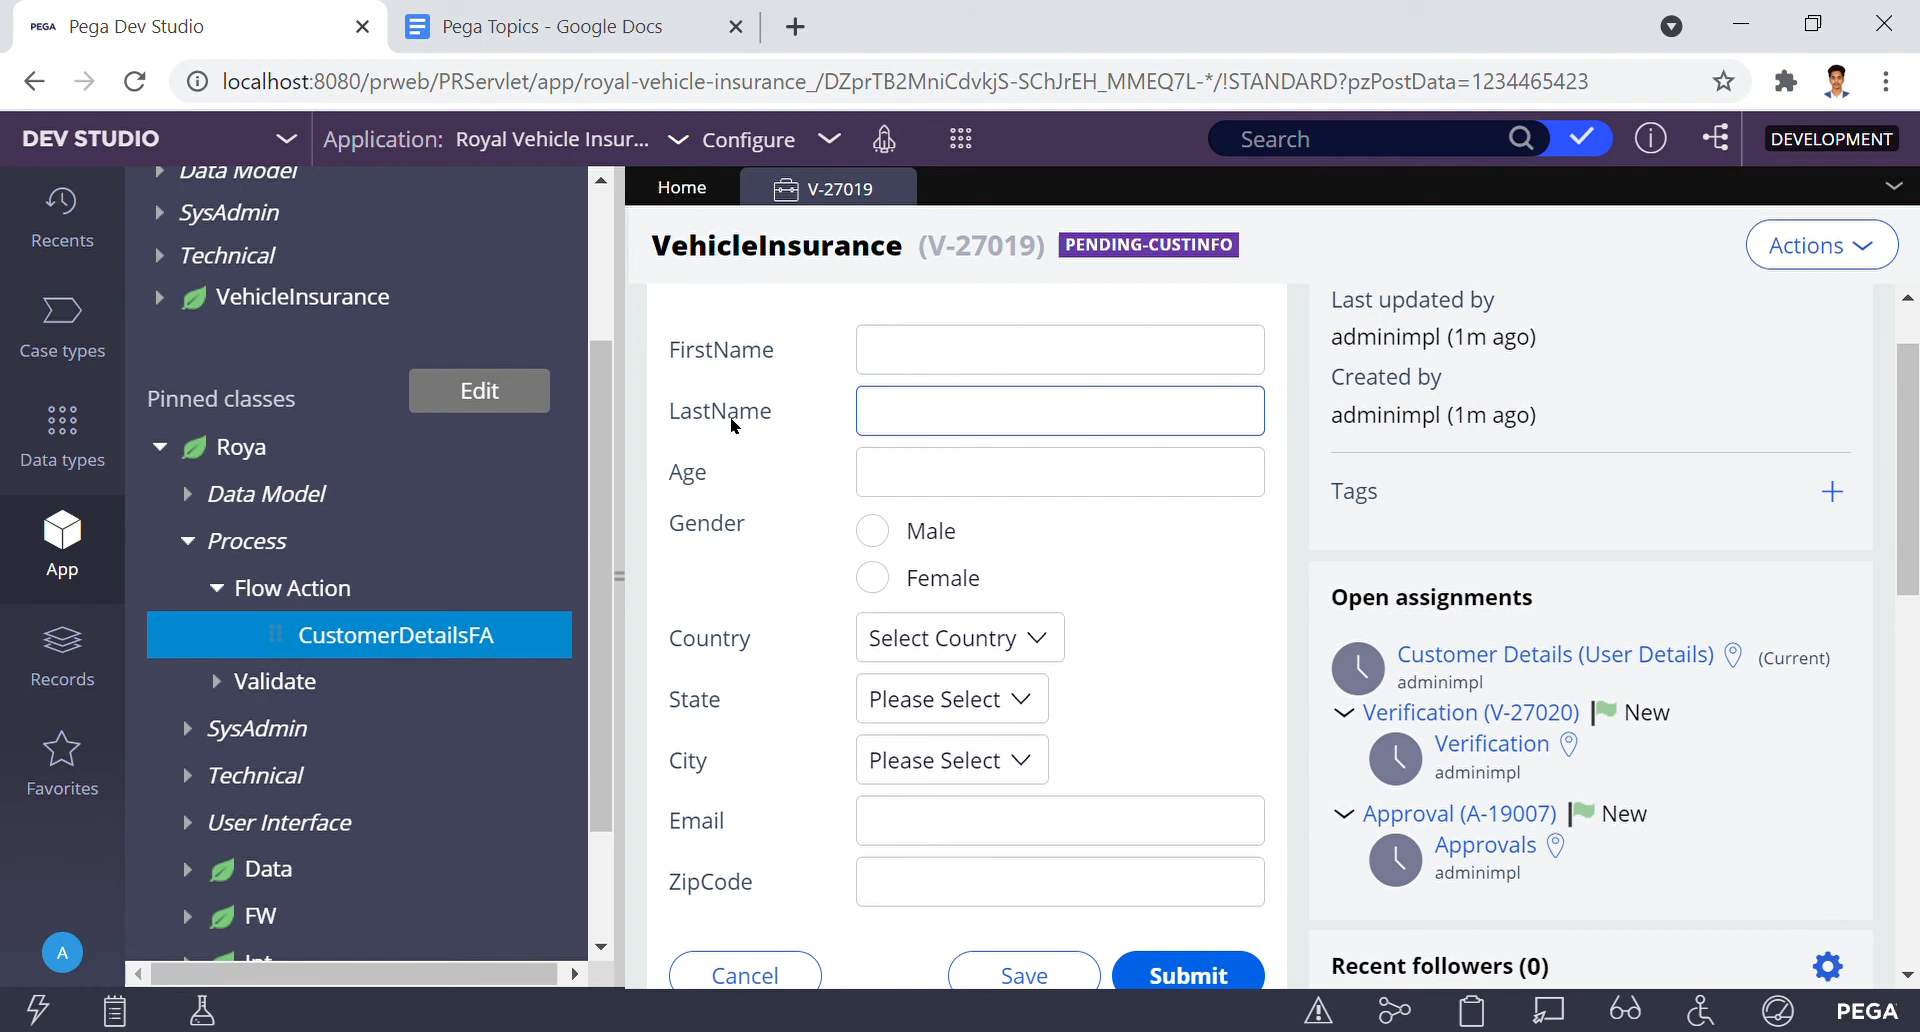 PEGA Pega Dev Studio
Pega Topics - Google Docs
localhost:8080/prweb/PRServlet/app/royal-vehicle-insurance_/DZprTB2MniCdvkjS-SChJrEH_MMEQ7L-*/!STANDARD?pzPostData=1234465423
DEV STUDIO
Application: Royal Vehicle Insur...
Configure
Search
DEVELOPMENT
Recents
Case types
Data types
App
Records
Favorites
A
Data Model
SysAdmin
Technical
VehicleInsurance
Pinned classes
Edit
Roya
Data Model
Process
Flow Action
CustomerDetailsFA
Validate
SysAdmin
Technical
User Interface
Data
FW
Int
Home
V-27019
VehicleInsurance (V-27019) PENDING-CUSTINFO
Actions
FirstName
LastName
Age
Gender
Male
Female
Country
Select Country
State
Please Select
City
Please Select
Email
ZipCode
Cancel
Save
Submit
Last updated by
adminimpl (1m ago)
Created by
adminimpl (1m ago)
Tags
Open assignments
Customer Details (User Details) (Current)
adminimpl
Verification (V-27020) New
Verification
adminimpl
Approval (A-19007) New
Approvals
adminimpl
Recent followers (0)
PEGA